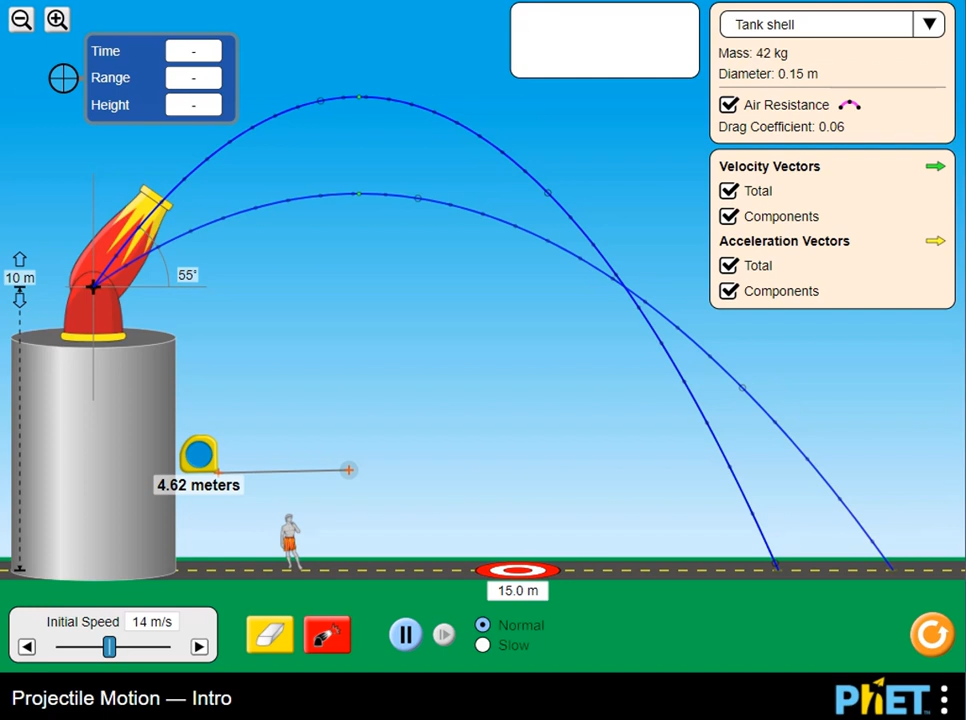 Time -
Range -
Height -
Tank shell
Mass: 42 kg
Diameter: 0.15 m
Air Resistance
Drag Coefficient: 0.06
Velocity Vectors
Total
Components
Acceleration Vectors
Total
Components
55°
10 m
4.62 meters
15.0 m
Initial Speed 14 m/s
Normal
Slow
Projectile Motion — Intro
PhET